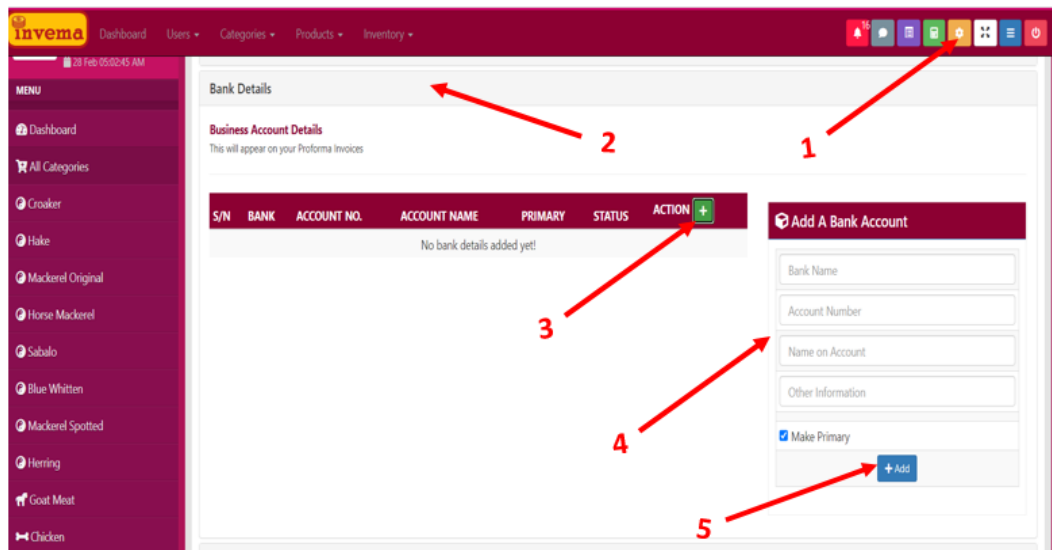 invema Dashboard Users Categories Products Inventory 16
28 Feb 05:02:45 AM
MENU
Dashboard
All Categories
Croaker
Hake
Mackerel Original
Horse Mackerel
Sabalo
Blue Whitten
Mackerel Spotted
Herring
Goat Meat
Chicken
Bank Details
1
2
Business Account Details
This will appear on your Proforma Invoices
S/N BANK ACCOUNT NO. ACCOUNT NAME PRIMARY STATUS ACTION +
No bank details added yet!
3
Add A Bank Account
Bank Name
Account Number
Name on Account
Other Information
4
Make Primary
+ Add
5